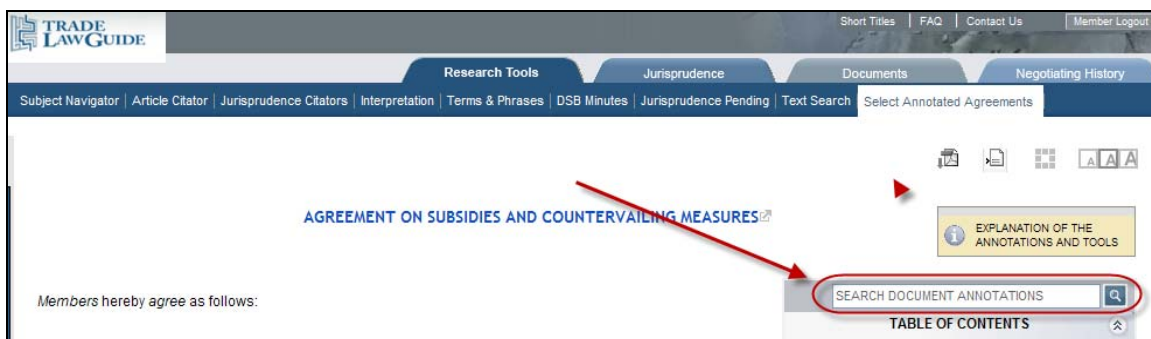 TRADE
LAWGUIDE
Short Titles | FAQ | Contact Us
Member Logout
Research Tools
Jurisprudence
Documents
Negotiating History
Subject Navigator | Article Citator | Jurisprudence Citators | Interpretation | Terms & Phrases | DSB Minutes | Jurisprudence Pending | Text Search | Select Annotated Agreements
A A A
AGREEMENT ON SUBSIDIES AND COUNTERVAILING MEASURES
EXPLANATION OF THE
ANNOTATIONS AND TOOLS
Members hereby agree as follows:
SEARCH DOCUMENT ANNOTATIONS
TABLE OF CONTENTS